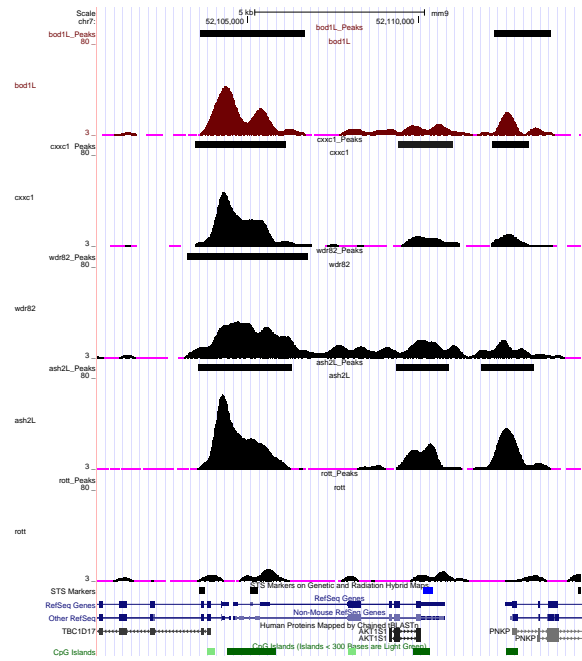 Scale 5 kb mm9
chr7: 52,105,000 52,110,000
bod1L_Peaks
bod1L_Peaks
80
bod1L
bod1L
3
cxxc1_Peaks
cxxc1 Peaks
80
cxxc1
cxxc1
3
wdr82_Peaks
wdr82_Peaks
80
wdr82
wdr82
3
ash2L_Peaks
ash2L_Peaks
80
ash2L
ash2L
3
rott_Peaks
rott_Peaks
80
rott
rott
3
STS Markers on Genetic and Radiation Hybrid Maps
STS Markers
RefSeq Genes
RefSeq Genes
Non-Mouse RefSeq Genes
Other RefSeq
Human Proteins Mapped by Chained tBLASTn
TBC1D17 AKT1S1 PNKP
AKT1S1 PNKP
CpG Islands (Islands < 300 Bases are Light Green)
CpG Islands